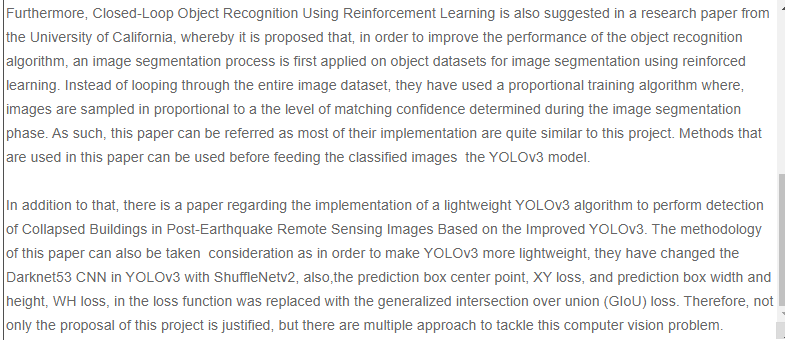 Furthermore, Closed-Loop Object Recognition Using Reinforcement Learning is also suggested in a research paper from
the University of California, whereby it is proposed that, in order to improve the performance of the object recognition
algorithm, an image segmentation process is first applied on object datasets for image segmentation using reinforced
learning. Instead of looping through the entire image dataset, they have used a proportional training algorithm where,
images are sampled in proportional to a the level of matching confidence determined during the image segmentation
phase. As such, this paper can be referred as most of their implementation are quite similar to this project. Methods that
are used in this paper can be used before feeding the classified images  the YOLOv3 model.
In addition to that, there is a paper regarding the implementation of a lightweight YOLOv3 algorithm to perform detection
of Collapsed Buildings in Post-Earthquake Remote Sensing Images Based on the Improved YOLOv3. The methodology
of this paper can also be taken  consideration as in order to make YOLOv3 more lightweight, they have changed the
Darknet53 CNN in YOLOv3 with ShuffleNetv2, also,the prediction box center point, XY loss, and prediction box width and
height, WH loss, in the loss function was replaced with the generalized intersection over union (GIoU) loss. Therefore, not
only the proposal of this project is justified, but there are multiple approach to tackle this computer vision problem.